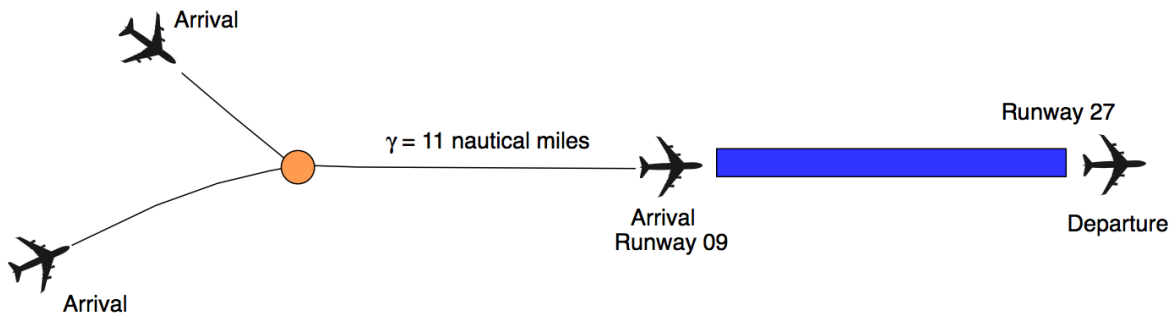 Arrival
Runway 27
γ = 11 nautical miles
Arrival
Runway 09
Departure
Arrival